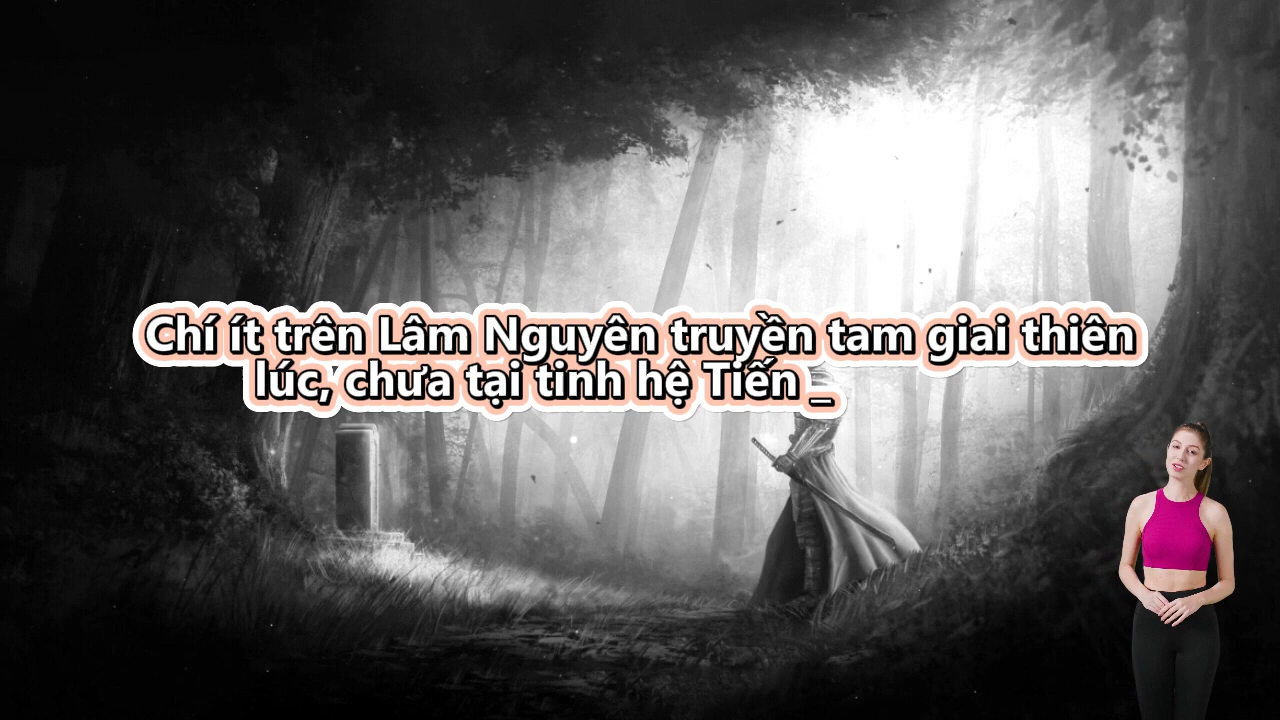 Chí ít trên Lâm Nguyên truyền tam giai thiên
lúc, chưa tại tinh hệ Tiến _